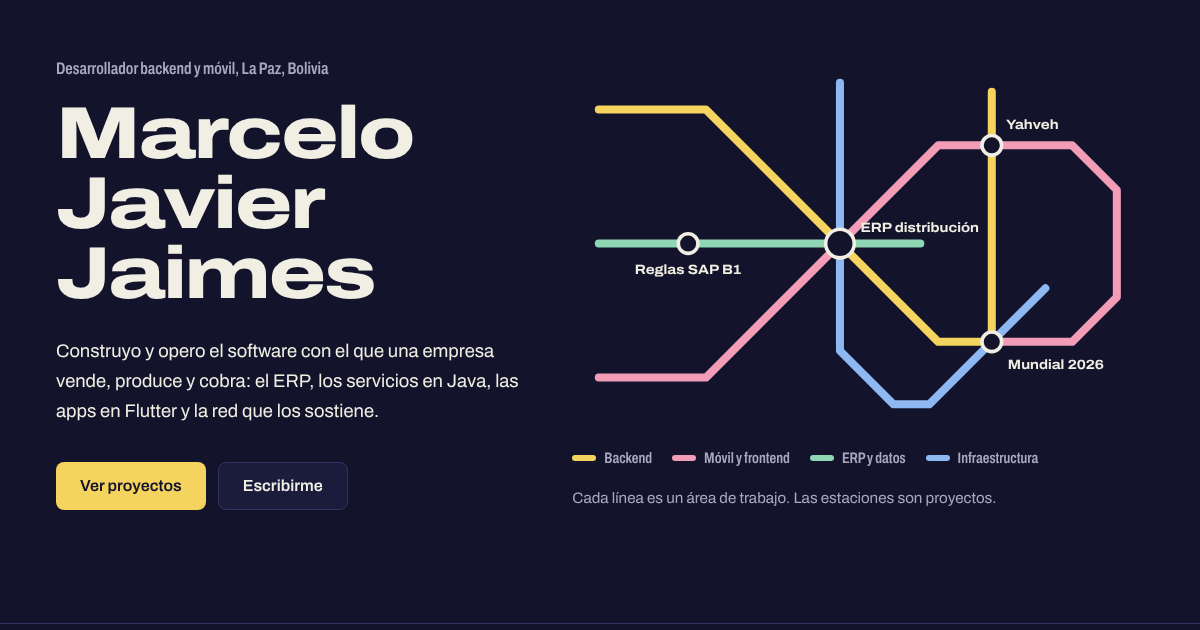 Desarrollador backend y móvil, La Paz, Bolivia
Marcelo
Javier
Jaimes
Construyo y opero el software con el que una empresa
vende, produce y cobra: el ERP, los servicios en Java, las
apps en Flutter y la red que los sostiene.
Ver proyectos
Escribirme
Yahveh
ERP distribución
Reglas SAP B1
Mundial 2026
Backend
Móvil y frontend
ERP y datos
Infraestructura
Cada línea es un área de trabajo. Las estaciones son proyectos.